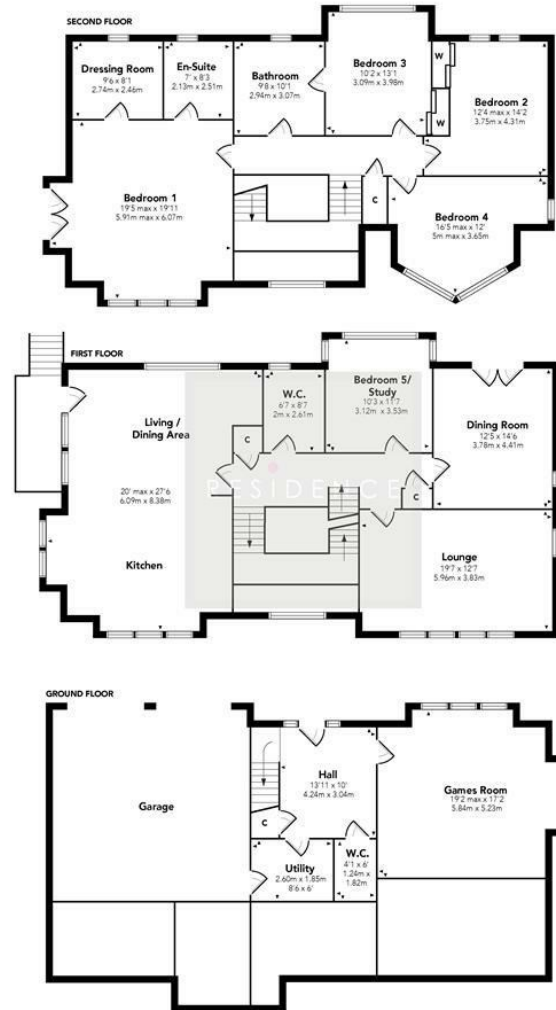 SECOND FLOOR
Dressing Room
9'6 x 8'1
2.74m x 2.46m
En-Suite
7' x 8'3
2.13m x 2.51m
Bathroom
9'8 x 10'1
2.94m x 3.07m
Bedroom 3
10'2 x 13'1
3.09m x 3.98m
W
W
Bedroom 2
12'4 max x 14'2
3.75m x 4.31m
Bedroom 1
19'5 max x 19'11
5.91m max x 6.07m
C
Bedroom 4
16'5 max x 12'
5m max x 3.65m
FIRST FLOOR
Living /
Dining Area
20' max x 27'6
6.09m x 8.38m
Kitchen
W.C.
6'7 x 8'7
2m x 2.61m
C
Bedroom 5/
Study
10'3 x 11'7
3.12m x 3.53m
Dining Room
12'5 x 14'6
3.78m x 4.41m
C
RESIDENCE
Lounge
19'7 x 12'7
5.96m x 3.83m
GROUND FLOOR
Garage
Hall
13'11 x 10'
4.24m x 3.04m
C
Utility
2.60m x 1.85m
8'6 x 6'
W.C.
4'1 x 6'
1.24m x
1.82m
Games Room
19'2 max x 17'2
5.84m x 5.23m